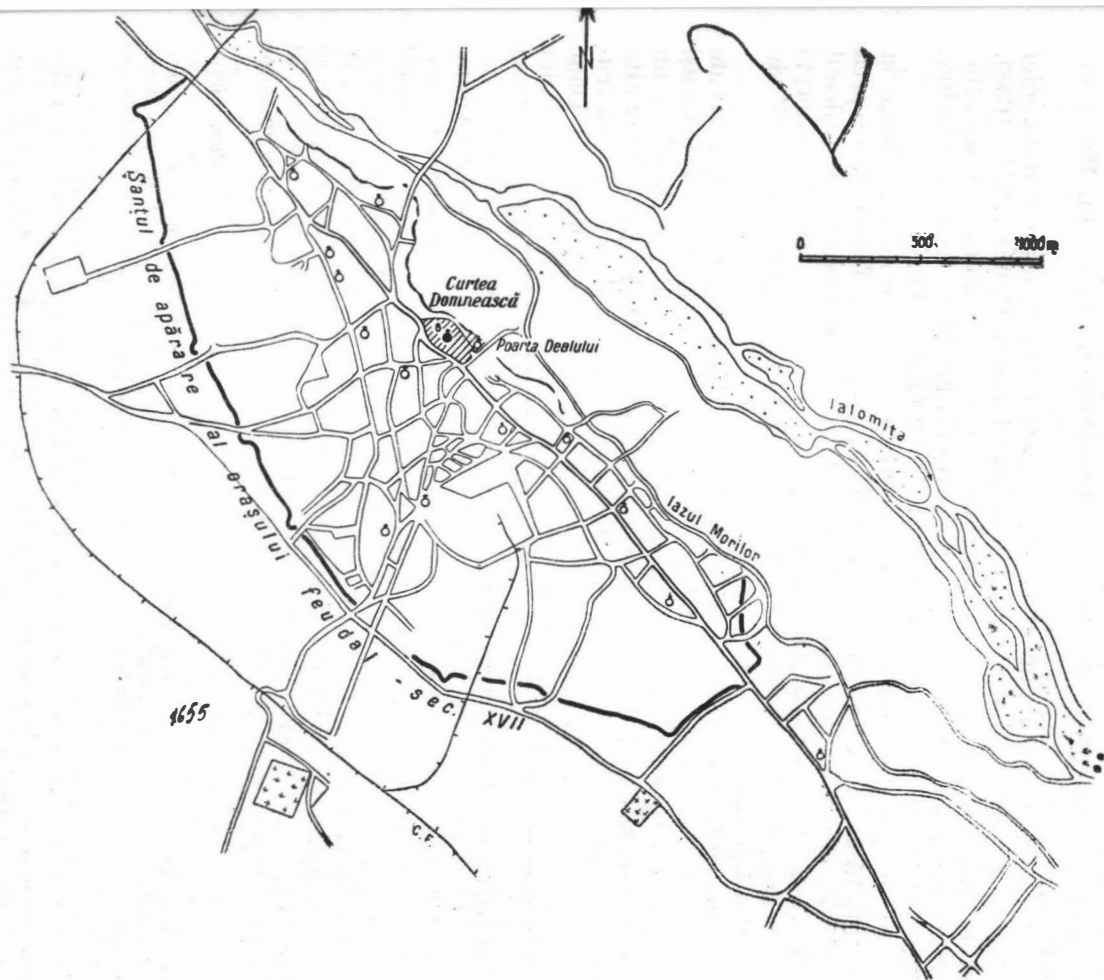 N
0 500 1000 m
Șanțul de apărare al orașului feudal - sec. XVII
Curtea
Domnească
Poarta Dealului
Ialomița
Iazul Morilor
1655
C.F.